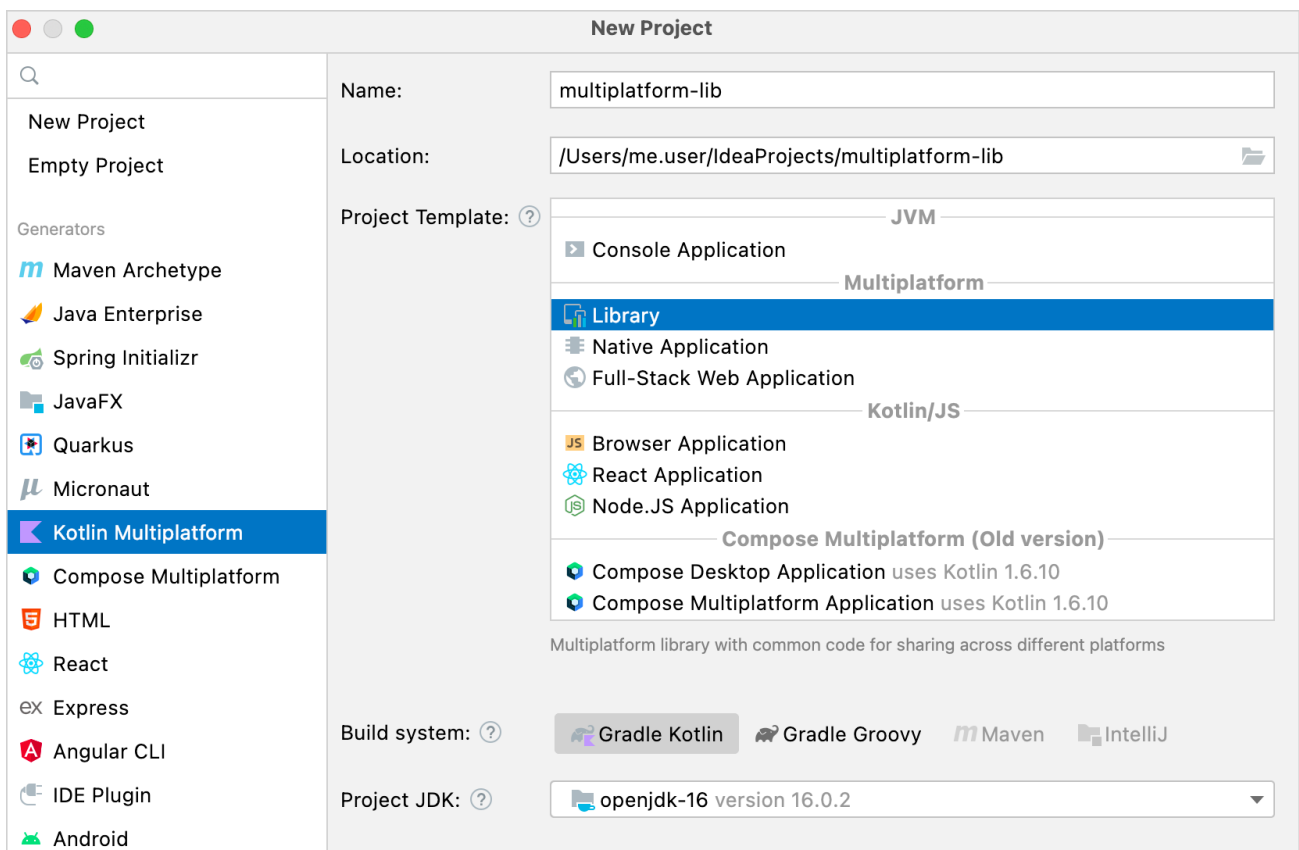 New Project
New Project
Empty Project
Generators
m Maven Archetype
Java Enterprise
Spring Initializr
JavaFX
Quarkus
μ Micronaut
Kotlin Multiplatform
Compose Multiplatform
5 HTML
React
ex Express
A Angular CLI
IDE Plugin
Android
Name: multiplatform-lib
Location: /Users/me.user/IdeaProjects/multiplatform-lib
Project Template: ?
JVM
Console Application
Multiplatform
Library
Native Application
Full-Stack Web Application
Kotlin/JS
JS Browser Application
React Application
JS Node.JS Application
Compose Multiplatform (Old version)
Compose Desktop Application uses Kotlin 1.6.10
Compose Multiplatform Application uses Kotlin 1.6.10
Multiplatform library with common code for sharing across different platforms
Build system: ? Gradle Kotlin Gradle Groovy m Maven IntelliJ
Project JDK: ? openjdk-16 version 16.0.2